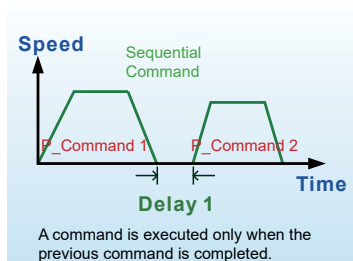 Speed
Sequential
Command
P_Command 1
P_Command 2
Time
Delay 1
A command is executed only when the
previous command is completed.